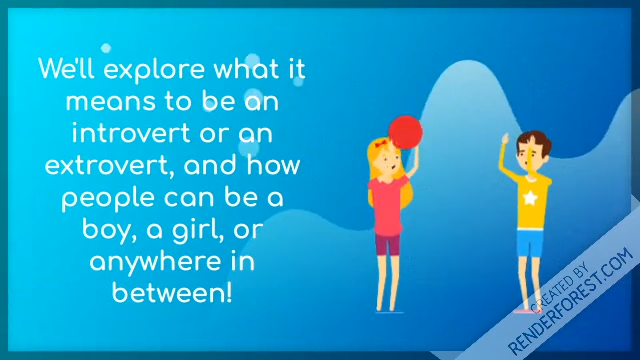 We'll explore what it
means to be an
introvert or an
extrovert, and how
people can be a
boy, a girl, or
anywhere in
between!
CREATED BY
RENDERFOREST.COM